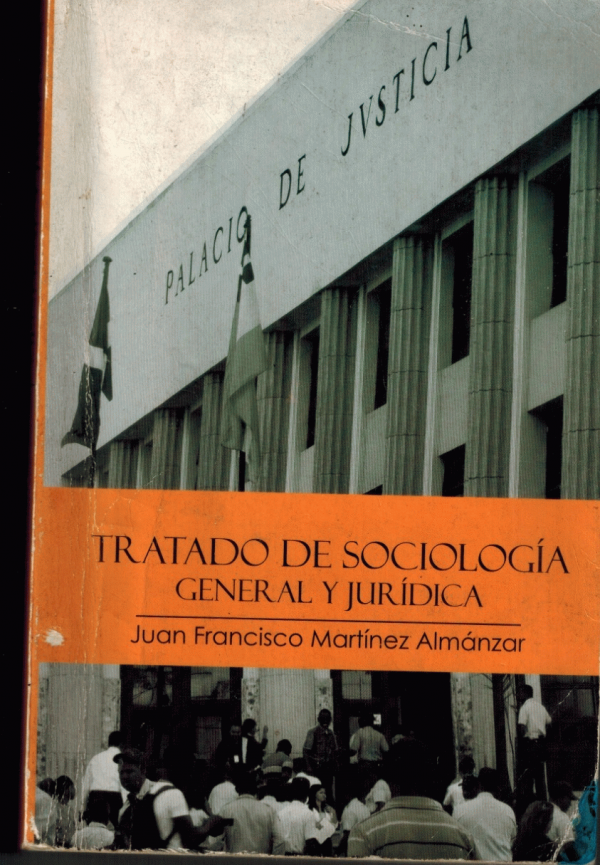 PALACIO DE JVSTICIA
TRATADO DE SOCIOLOGÍA
GENERAL Y JURÍDICA
Juan Francisco Martínez Almánzar